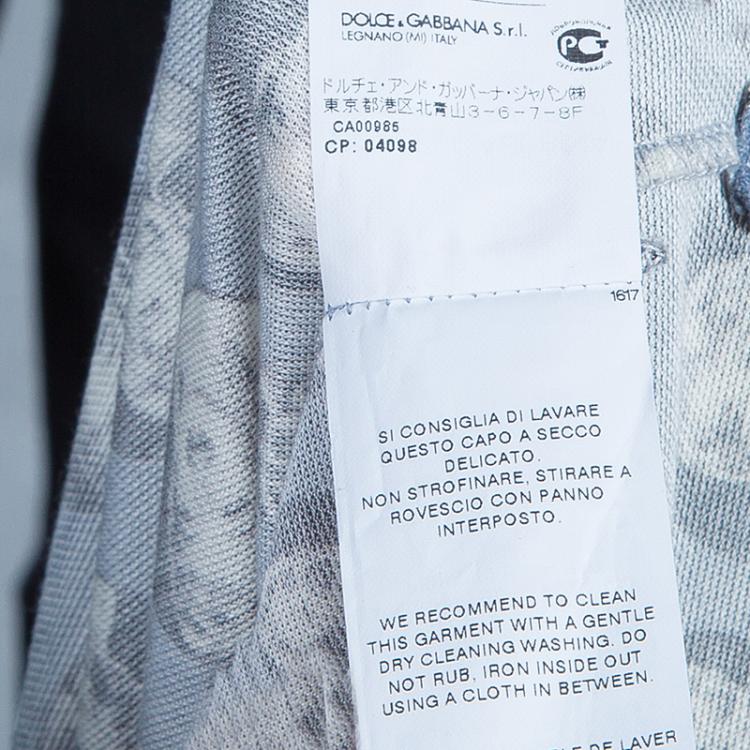 DOLCE & GABBANA S.r.l.
LEGNANO (MI) ITALY
PCT
ドルチェ・アンド・ガッバーナ・ジャパン㈱
東京都港区北青山3-6-7-8F
CA00985
CP: 04098
1617
SI CONSIGLIA DI LAVARE
QUESTO CAPO A SECCO
DELICATO.
NON STROFINARE, STIRARE A
ROVESCIO CON PANNO
INTERPOSTO.
WE RECOMMEND TO CLEAN
THIS GARMENT WITH A GENTLE
DRY CLEANING WASHING. DO
NOT RUB, IRON INSIDE OUT
USING A CLOTH IN BETWEEN.
DE LAVER